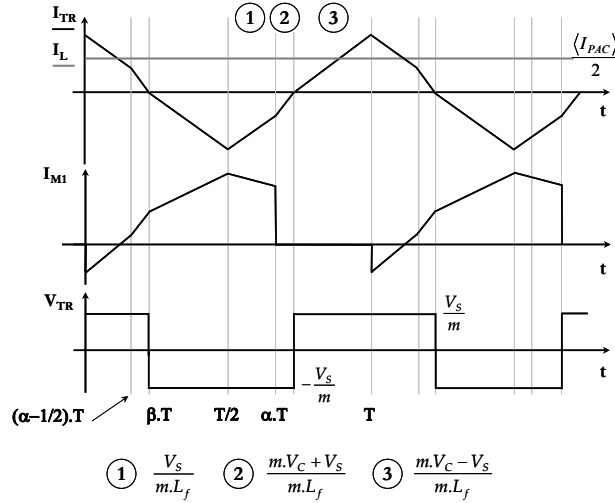 I_TR
① ② ③
I_L
⟨I_PAC⟩/2
t
I_M1
t
V_TR
V_S/m
t
-V_S/m
(α−1/2).T β.T T/2 α.T T
① V_S/m.L_f ② m.V_C+V_S/m.L_f ③ m.V_C−V_S/m.L_f